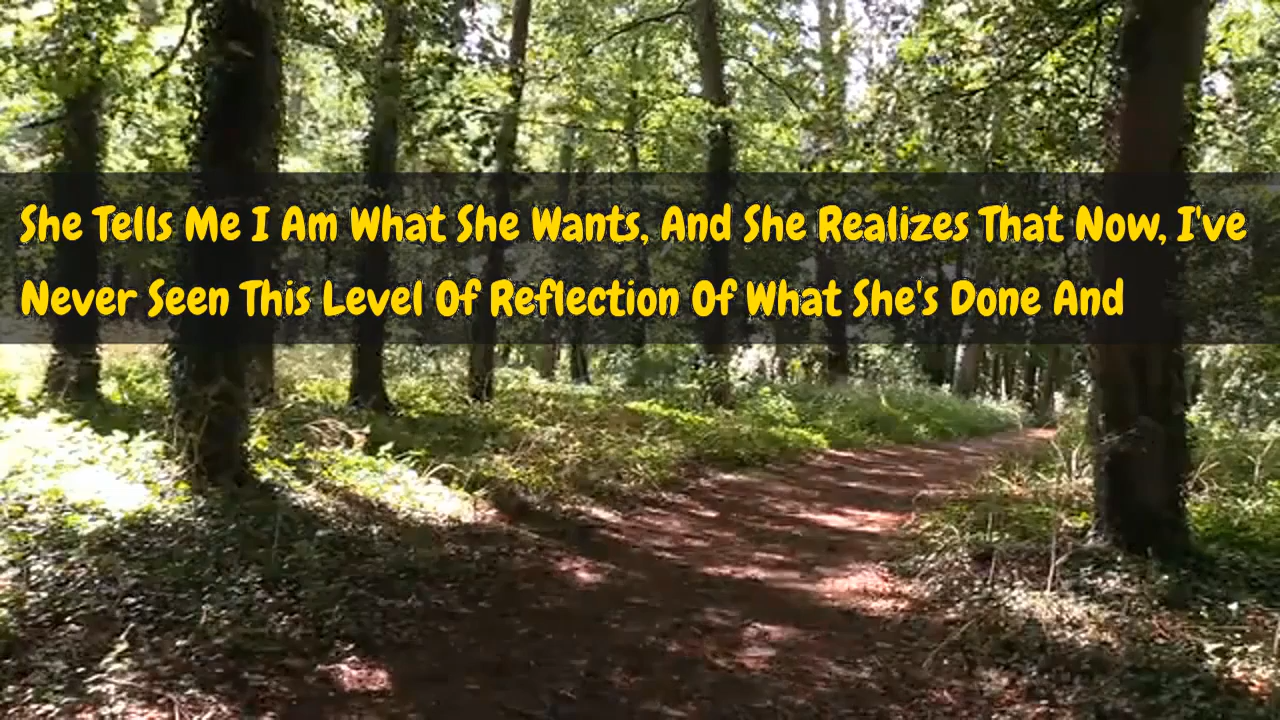 She Tells Me I Am What She Wants, And She Realizes That Now, I've
Never Seen This Level Of Reflection Of What She's Done And